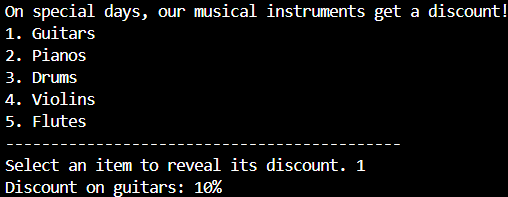 On special days, our musical instruments get a discount!
1. Guitars
2. Pianos
3. Drums
4. Violins
5. Flutes
--------------------------------------------
Select an item to reveal its discount. 1
Discount on guitars: 10%